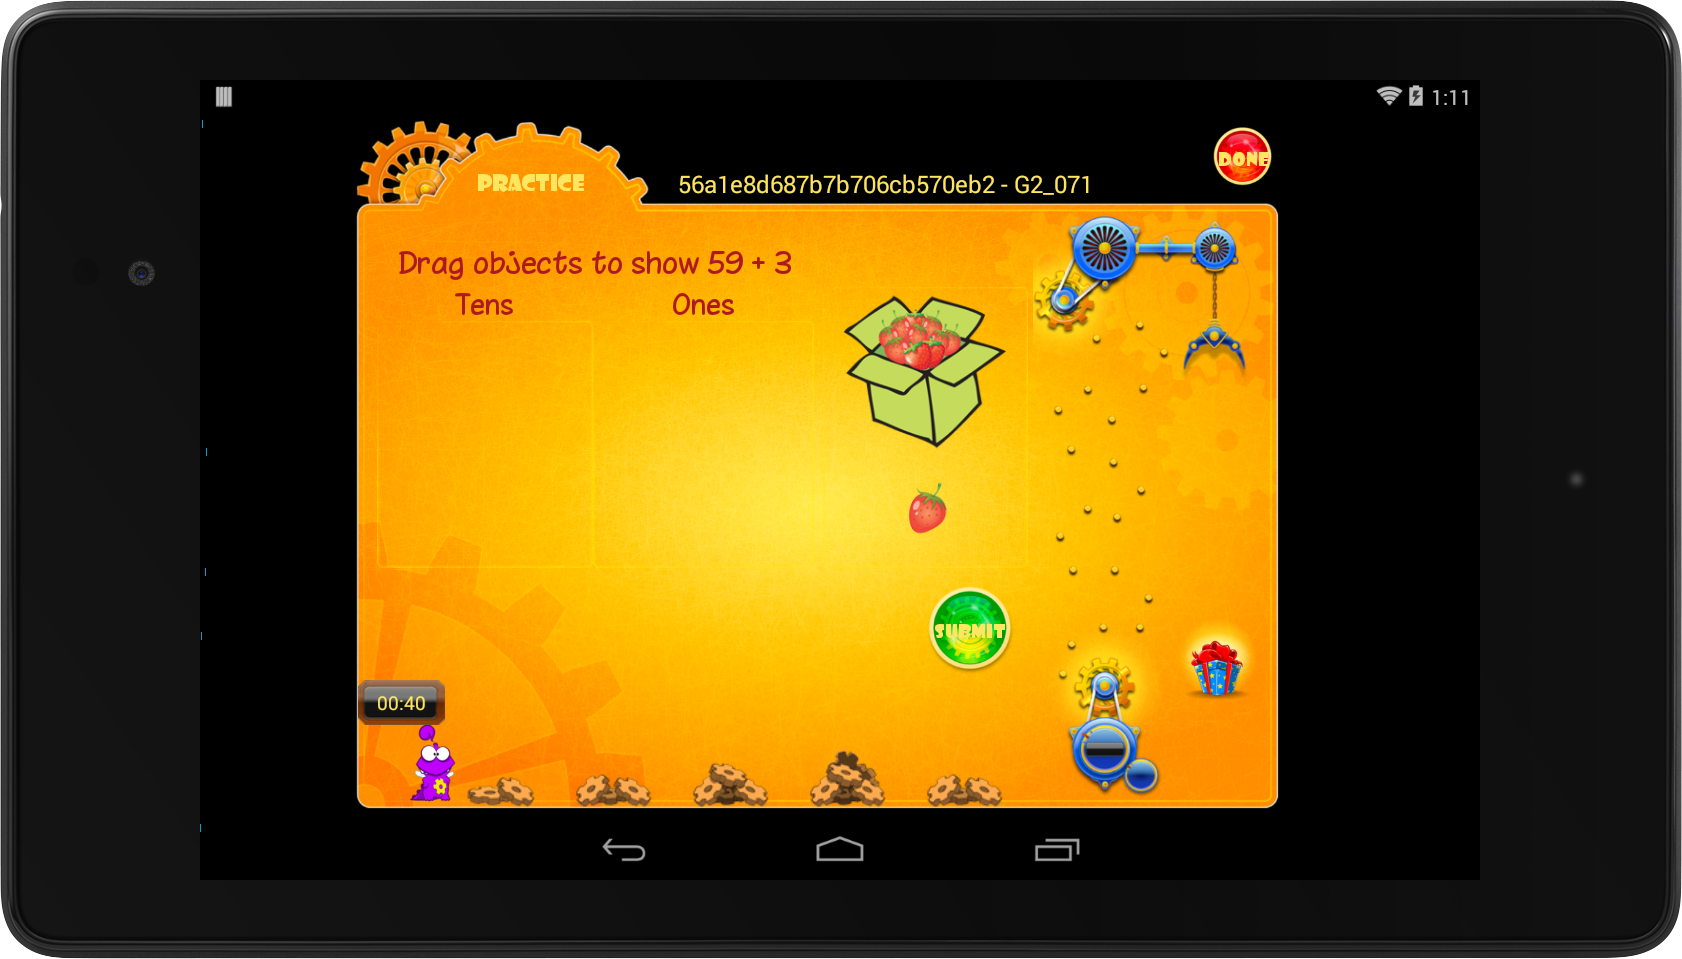 1:11
PRACTICE
56a1e8d687b7b706cb570eb2 - G2_071
DONE
Drag objects to show 59 + 3
Tens Ones
SUBMIT
00:40